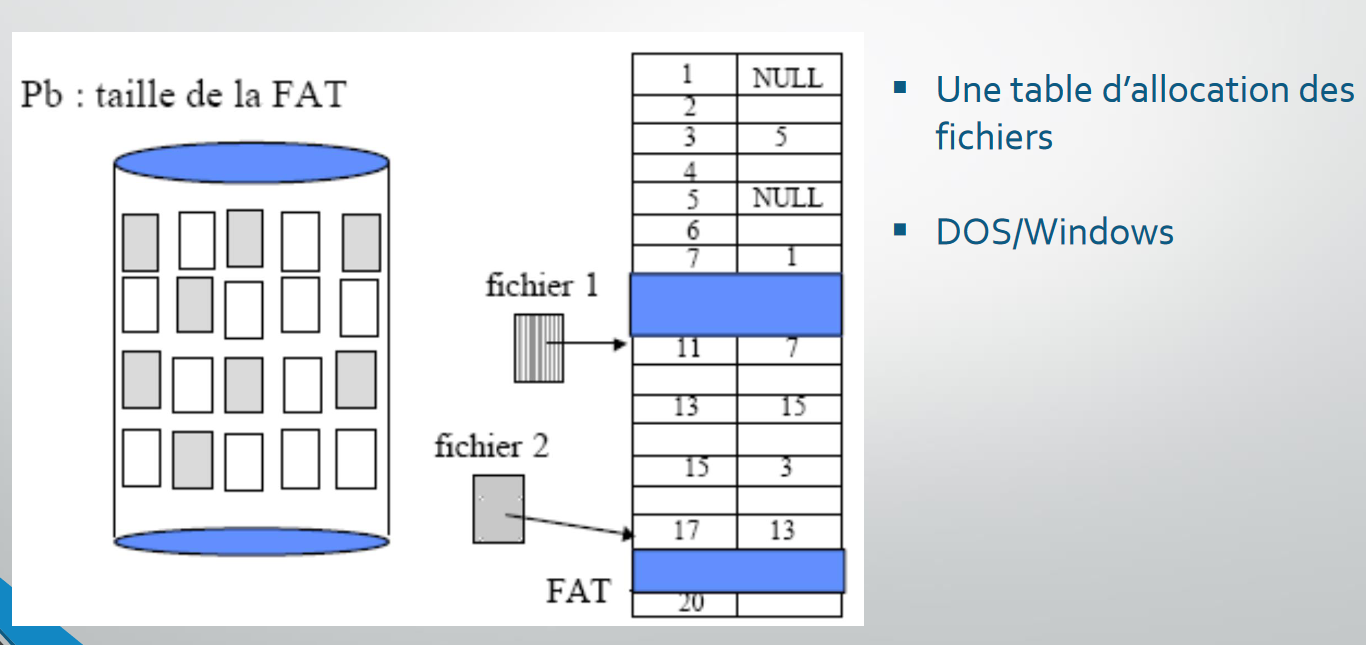 Pb : taille de la FAT
fichier 1
fichier 2
FAT
1 NULL
2
3 5
4
5 NULL
6
7 1
11 7
13 15
15 3
17 13
20
▪ Une table d’allocation des
fichiers
▪ DOS/Windows